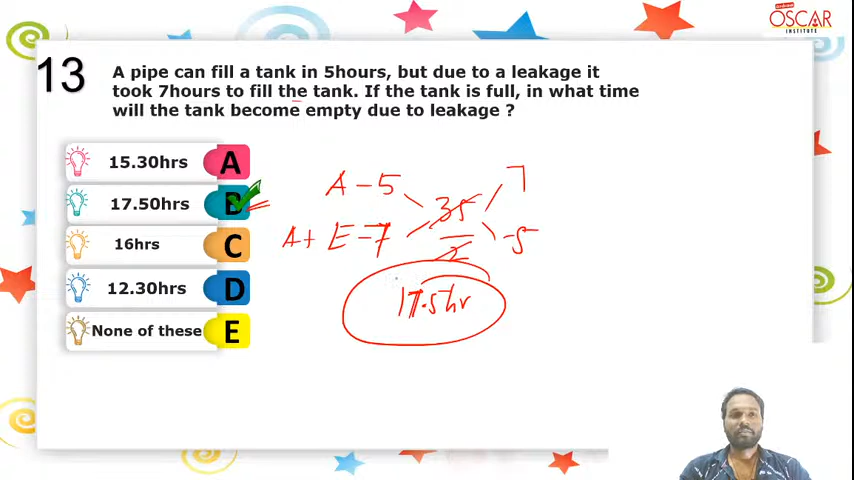 OSCAR
INSTITUTE
13
A pipe can fill a tank in 5hours, but due to a leakage it
took 7hours to fill the tank. If the tank is full, in what time
will the tank become empty due to leakage ?
15.30hrs A
17.50hrs B
16hrs C
12.30hrs D
None of these E
A - 5
7
35
A + E = 7
-5
2
17.5hr